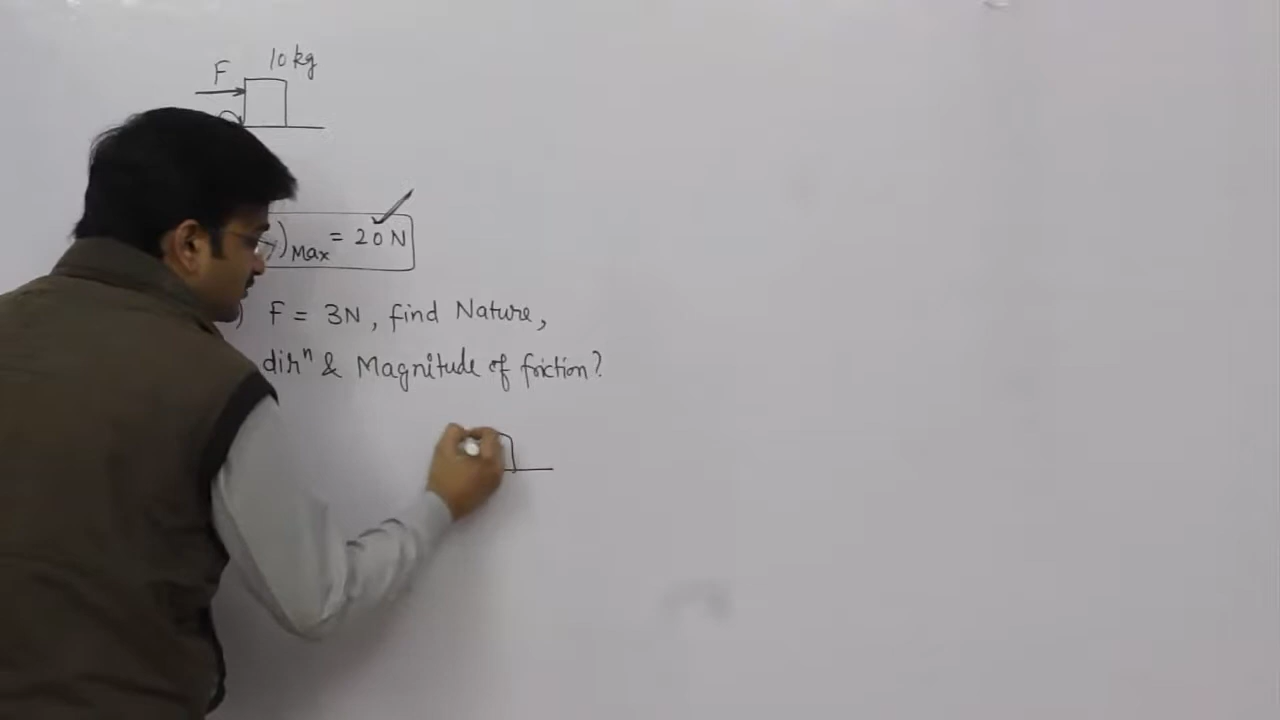 10 kg
F
)Max = 20 N
) F = 3N, find Nature,
dirⁿ & Magnitude of friction?